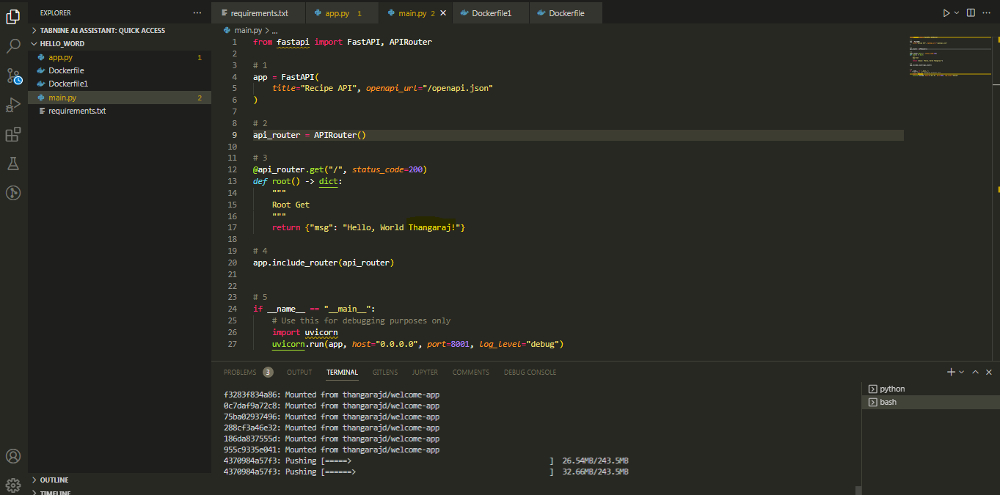 EXPLORER
TABNINE AI ASSISTANT: QUICK ACCESS
HELLO_WORD
app.py 1
Dockerfile
Dockerfile1
main.py 2
requirements.txt
OUTLINE
TIMELINE
requirements.txt app.py 1 main.py 2 Dockerfile1 Dockerfile
main.py > ...
1 from fastapi import FastAPI, APIRouter
2
3 # 1
4 app = FastAPI(
5 title="Recipe API", openapi_url="/openapi.json"
6 )
7
8 # 2
9 api_router = APIRouter()
10
11 # 3
12 @api_router.get("/", status_code=200)
13 def root() -> dict:
14 """
15 Root Get
16 """
17 return {"msg": "Hello, World Thangaraj!"}
18
19 # 4
20 app.include_router(api_router)
21
22
23 # 5
24 if __name__ == "__main__":
25 # Use this for debugging purposes only
26 import uvicorn
27 uvicorn.run(app, host="0.0.0.0", port=8001, log_level="debug")
PROBLEMS 3 OUTPUT TERMINAL GITLENS JUPYTER COMMENTS DEBUG CONSOLE
f3283f834a86: Mounted from thangarajd/welcome-app
0c7daf9a72c8: Mounted from thangarajd/welcome-app
75ba02937496: Mounted from thangarajd/welcome-app
288cf3a46e32: Mounted from thangarajd/welcome-app
186da837555d: Mounted from thangarajd/welcome-app
955c9335e041: Mounted from thangarajd/welcome-app
4370984a57f3: Pushing [=====> ] 26.54MB/243.5MB
4370984a57f3: Pushing [======> ] 32.66MB/243.5MB
python
bash